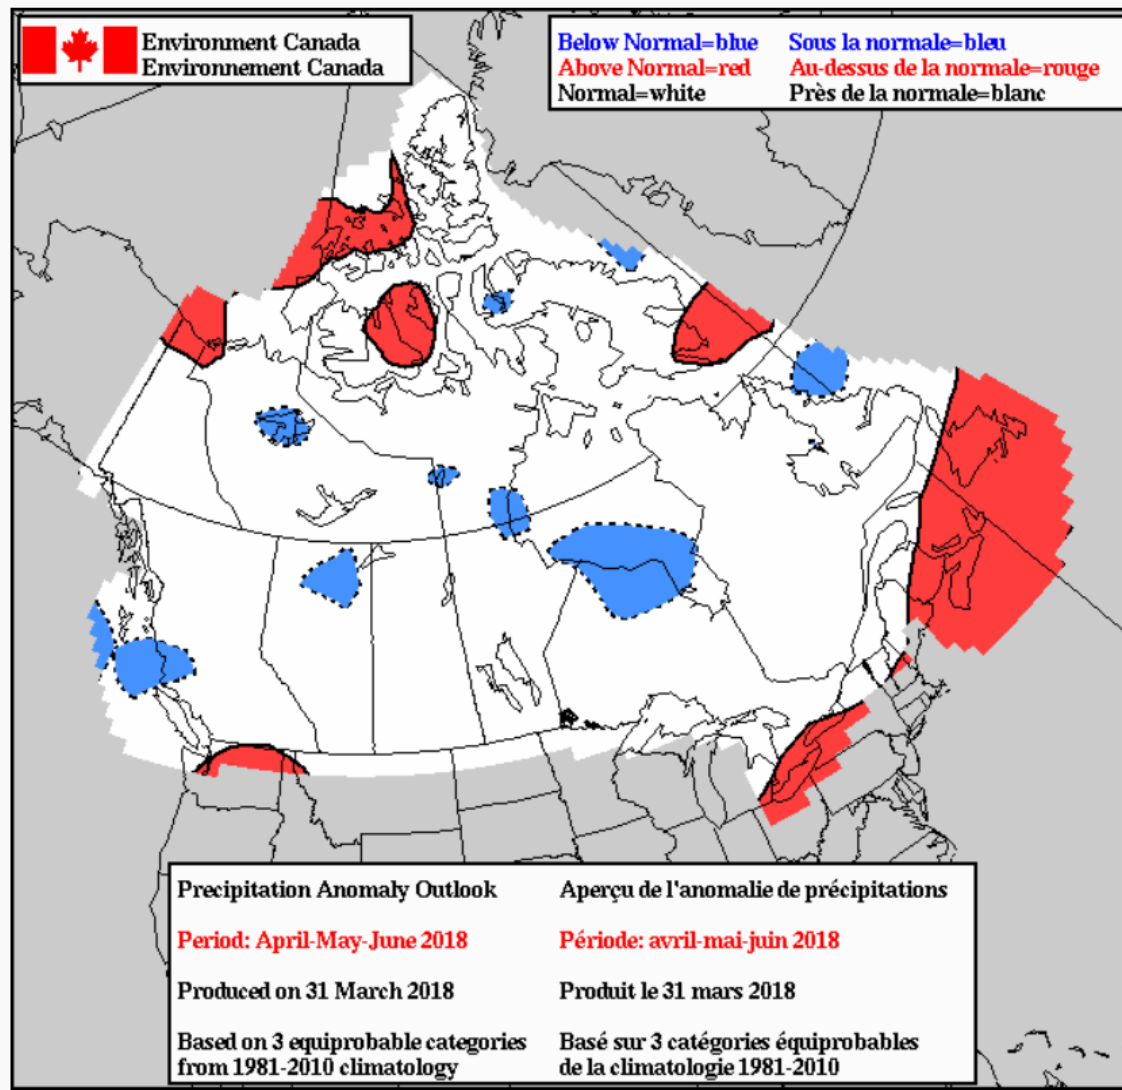 Environment Canada
Environnement Canada
Below Normal=blue
Above Normal=red
Normal=white
Sous la normale=bleu
Au-dessus de la normale=rouge
Près de la normale=blanc
Precipitation Anomaly Outlook
Period: April-May-June 2018
Produced on 31 March 2018
Based on 3 equiprobable categories
from 1981-2010 climatology
Aperçu de l'anomalie de précipitations
Période: avril-mai-juin 2018
Produit le 31 mars 2018
Basé sur 3 catégories équiprobables
de la climatologie 1981-2010